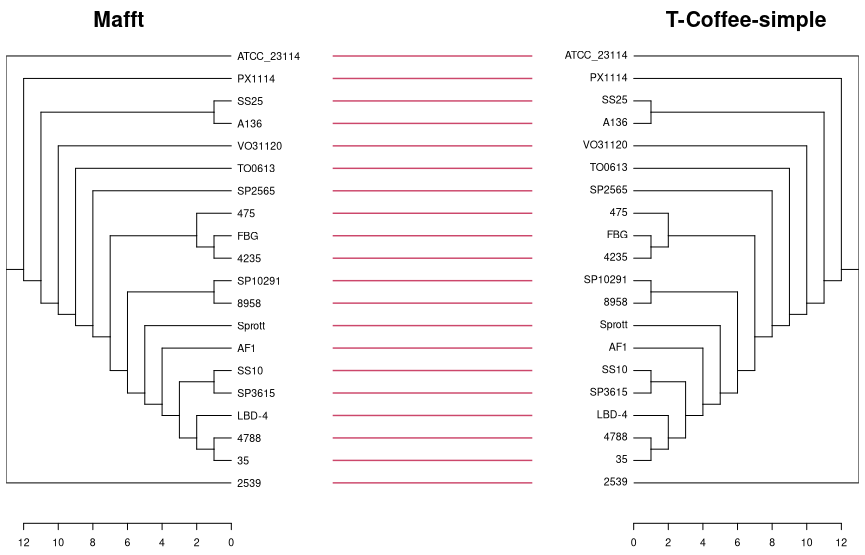 Mafft T-Coffee-simple
ATCC_23114 ATCC_23114
PX1114 PX1114
SS25 SS25
A136 A136
VO31120 VO31120
TO0613 TO0613
SP2565 SP2565
475 475
FBG FBG
4235 4235
SP10291 SP10291
8958 8958
Sprott Sprott
AF1 AF1
SS10 SS10
SP3615 SP3615
LBD-4 LBD-4
4788 4788
35 35
2539 2539
12 10 8 6 4 2 0 0 2 4 6 8 10 12